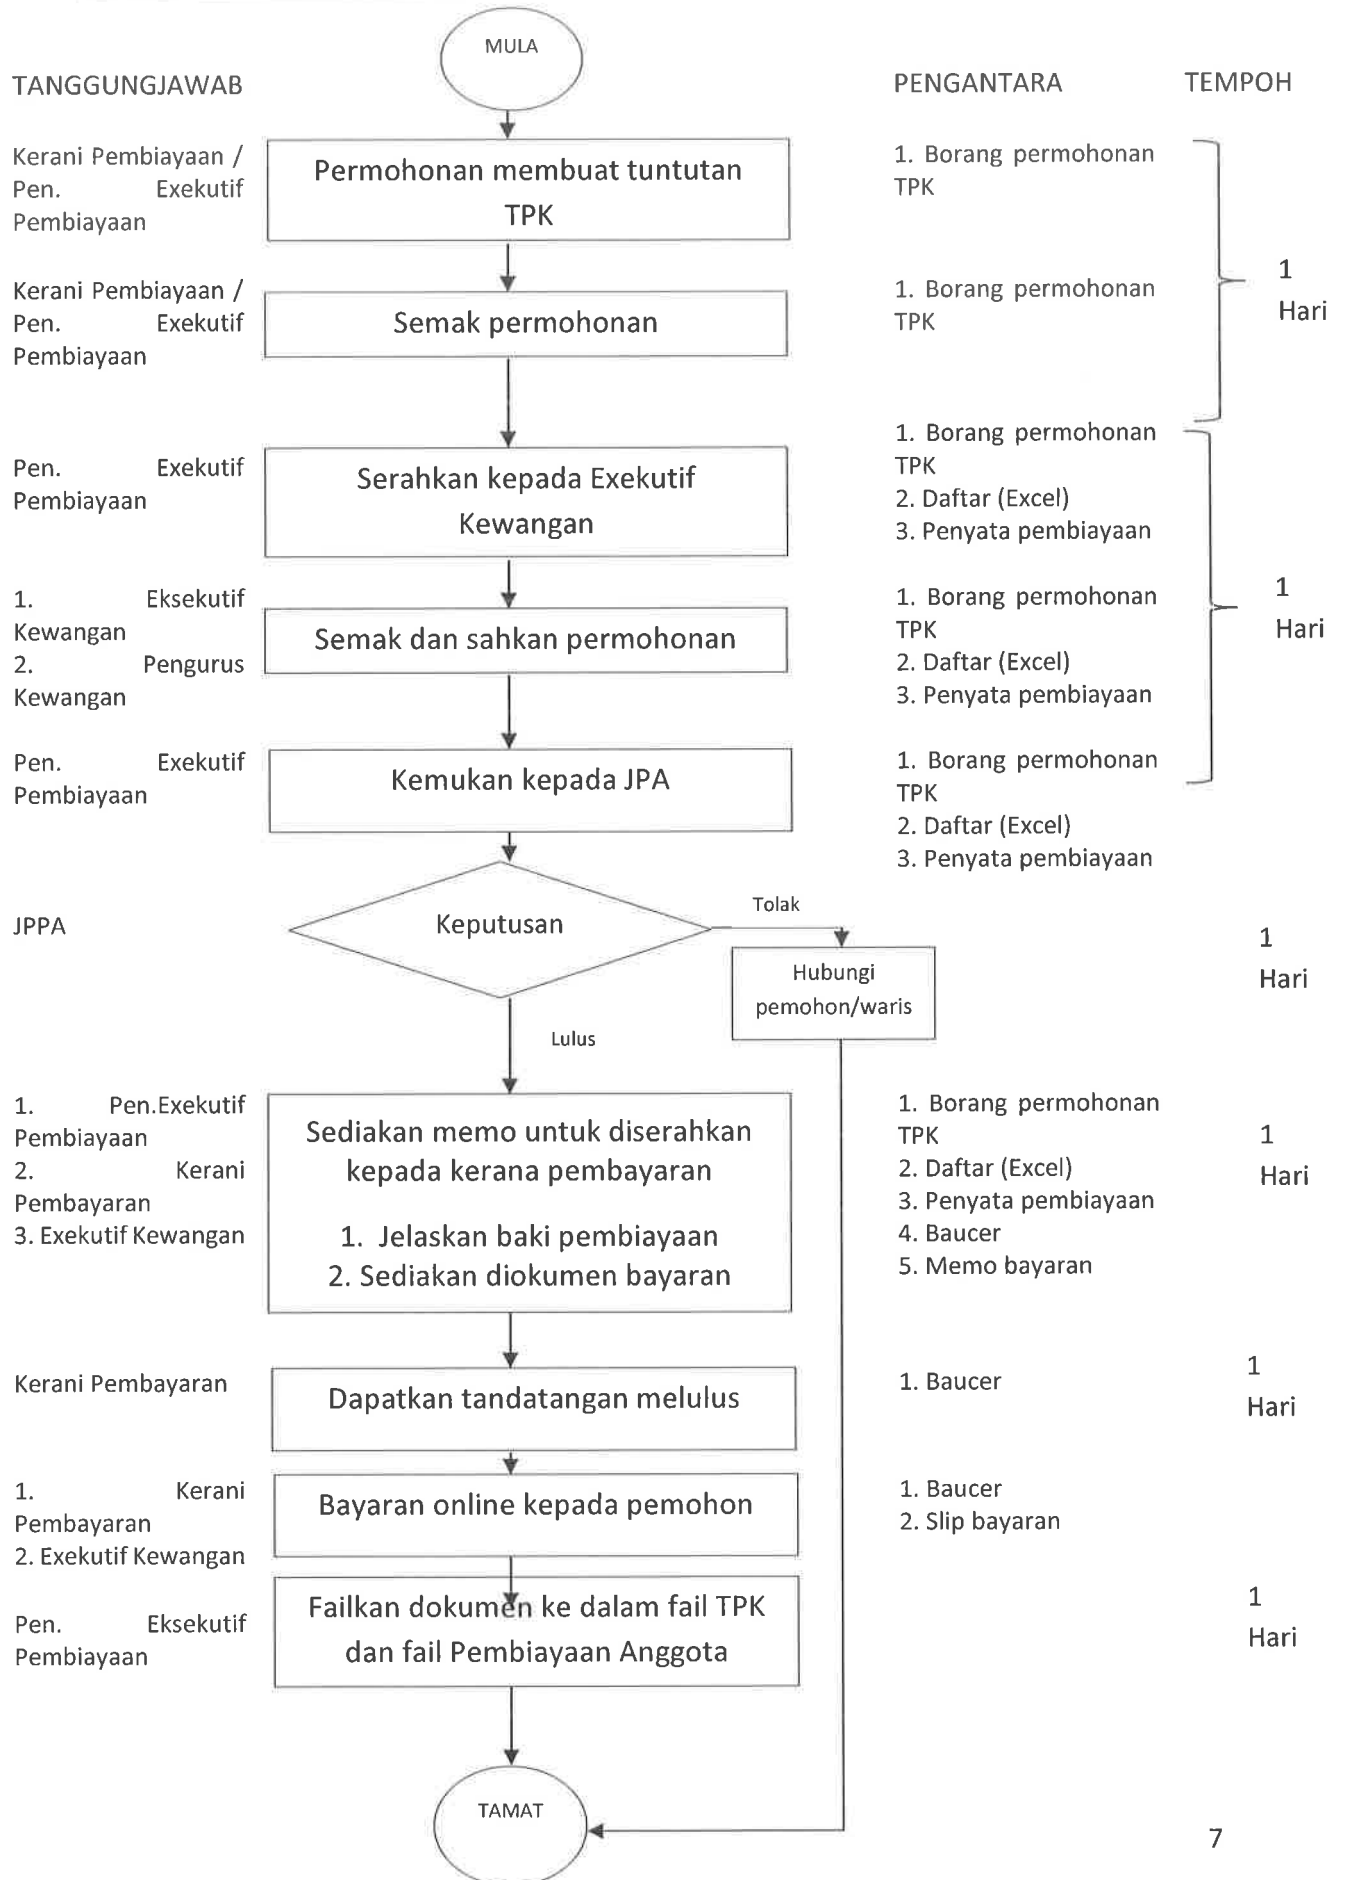 MULA
TANGGUNGJAWAB
PENGANTARA
TEMPOH
Kerani Pembiayaan /
Pen. Exekutif
Pembiayaan
Permohonan membuat tuntutan
TPK
1. Borang permohonan
TPK
1
Hari
Kerani Pembiayaan /
Pen. Exekutif
Pembiayaan
Semak permohonan
1. Borang permohonan
TPK
Pen. Exekutif
Pembiayaan
Serahkan kepada Exekutif
Kewangan
1. Borang permohonan
TPK
2. Daftar (Excel)
3. Penyata pembiayaan
1. Eksekutif
Kewangan
2. Pengurus
Kewangan
Semak dan sahkan permohonan
1. Borang permohonan
TPK
2. Daftar (Excel)
3. Penyata pembiayaan
1
Hari
Pen. Exekutif
Pembiayaan
Kemukan kepada JPA
1. Borang permohonan
TPK
2. Daftar (Excel)
3. Penyata pembiayaan
JPPA
Keputusan
Tolak
Hubungi
pemohon/waris
1
Hari
Lulus
1. Pen.Exekutif
Pembiayaan
2. Kerani
Pembayaran
3. Exekutif Kewangan
Sediakan memo untuk diserahkan
kepada kerana pembayaran
1. Jelaskan baki pembiayaan
2. Sediakan diokumen bayaran
1. Borang permohonan
TPK
2. Daftar (Excel)
3. Penyata pembiayaan
4. Baucer
5. Memo bayaran
1
Hari
Kerani Pembayaran
Dapatkan tandatangan melulus
1. Baucer
1
Hari
1. Kerani
Pembayaran
2. Exekutif Kewangan
Bayaran online kepada pemohon
1. Baucer
2. Slip bayaran
Pen. Eksekutif
Pembiayaan
Failkan dokumen ke dalam fail TPK
dan fail Pembiayaan Anggota
1
Hari
TAMAT
7